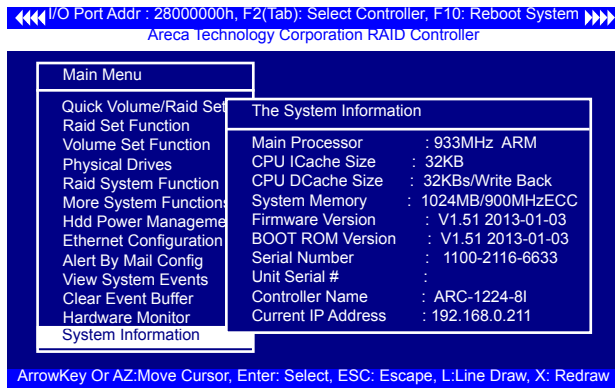 I/O Port Addr : 28000000h, F2(Tab): Select Controller, F10: Reboot System
Areca Technology Corporation RAID Controller
Main Menu
Quick Volume/Raid Set
Raid Set Function
Volume Set Function
Physical Drives
Raid System Function
More System Functions
Hdd Power Manageme
Ethernet Configuration
Alert By Mail Config
View System Events
Clear Event Buffer
Hardware Monitor
System Information
The System Information
Main Processor : 933MHz ARM
CPU ICache Size : 32KB
CPU DCache Size : 32KBs/Write Back
System Memory : 1024MB/900MHzECC
Firmware Version : V1.51 2013-01-03
BOOT ROM Version : V1.51 2013-01-03
Serial Number : 1100-2116-6633
Unit Serial # :
Controller Name : ARC-1224-8I
Current IP Address : 192.168.0.211
ArrowKey Or AZ:Move Cursor, Enter: Select, ESC: Escape, L:Line Draw, X: Redraw